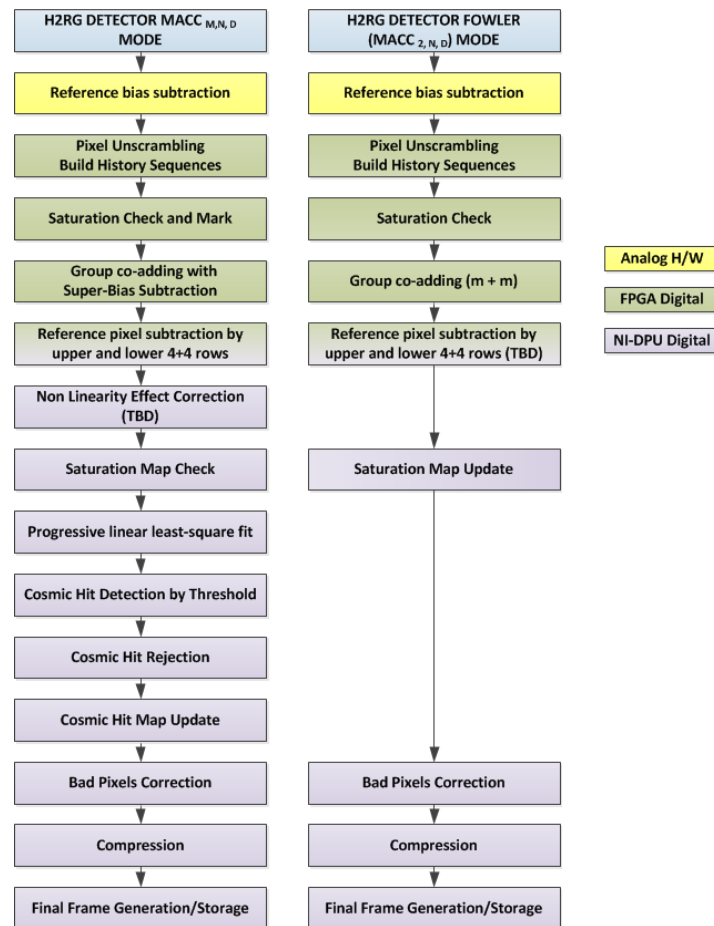 H2RG DETECTOR MACC M,N, D
MODE
Reference bias subtraction
Pixel Unscrambling
Build History Sequences
Saturation Check and Mark
Group co-adding with
Super-Bias Subtraction
Reference pixel subtraction by
upper and lower 4+4 rows
Non Linearity Effect Correction
(TBD)
Saturation Map Check
Progressive linear least-square fit
Cosmic Hit Detection by Threshold
Cosmic Hit Rejection
Cosmic Hit Map Update
Bad Pixels Correction
Compression
Final Frame Generation/Storage
H2RG DETECTOR FOWLER
(MACC 2, N, D) MODE
Reference bias subtraction
Pixel Unscrambling
Build History Sequences
Saturation Check
Group co-adding (m + m)
Reference pixel subtraction by
upper and lower 4+4 rows (TBD)
Saturation Map Update
Bad Pixels Correction
Compression
Final Frame Generation/Storage
Analog H/W
FPGA Digital
NI-DPU Digital